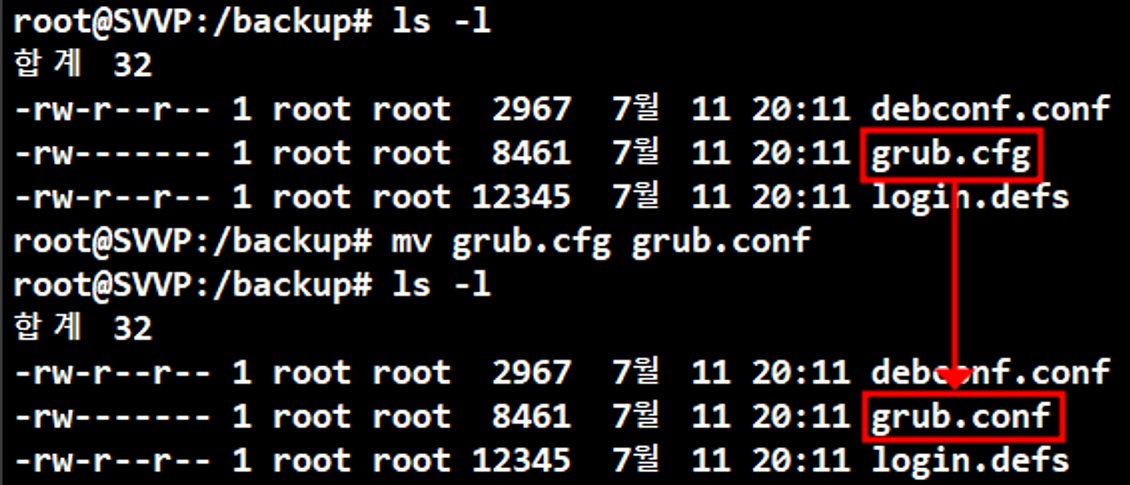 root@SVVP:/backup# ls -l
합계 32
-rw-r--r-- 1 root root  2967  7월  11 20:11 debconf.conf
-rw------- 1 root root  8461  7월  11 20:11 grub.cfg
-rw-r--r-- 1 root root 12345  7월  11 20:11 login.defs
root@SVVP:/backup# mv grub.cfg grub.conf
root@SVVP:/backup# ls -l
합계 32
-rw-r--r-- 1 root root  2967  7월  11 20:11 debconf.conf
-rw------- 1 root root  8461  7월  11 20:11 grub.conf
-rw-r--r-- 1 root root 12345  7월  11 20:11 login.defs